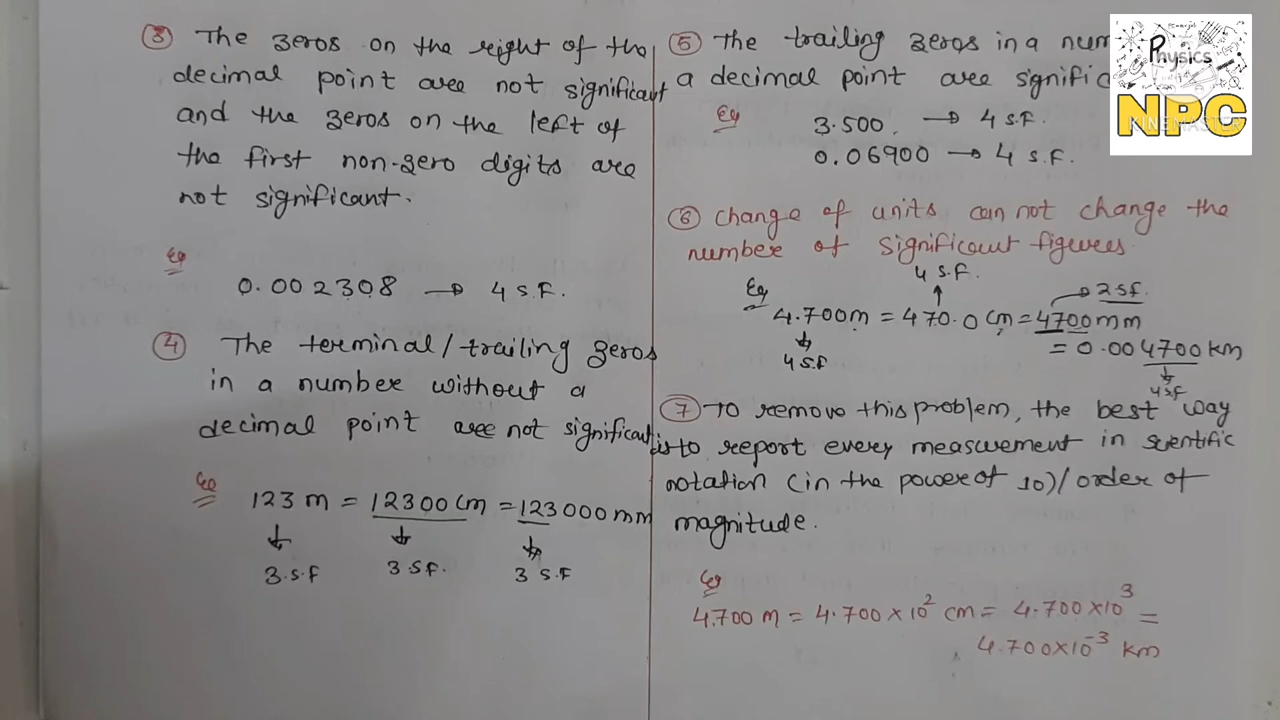 ③ The zeros on the right of the
decimal point are not significant
and the zeros on the left of
the first non-zero digits are
not significant.
Eg
0.002308 → 4 S.F.
④ The terminal/trailing zeros
in a number without a
decimal point are not significant
Eg
123 m = 12300 cm = 123000 mm
↓ ↓ ↓
3.S.F 3.S.F. 3 S.F
⑤ The trailing zeros in a
a decimal point are
Eg
3.500. → 4 S.F.
0.06900 → 4 S.F.
⑥ change of units can not change the
number of significant figures.
4 S.F.
↑
Eg
→ 2 S.F.
4.700m = 470.0 cm = 4700 mm
↓
4 S.F
= 0.004700 KM
↓
4 S.F
⑦ To remove this problem, the best way
is to report every measurement in scientific
notation (in the power of 10)/order of
magnitude.
Eg
4.700 m = 4.700 × 10² cm = 4.700 × 10³ =
4.700×10⁻³ KM
Physics
NPC
KINEMASTER